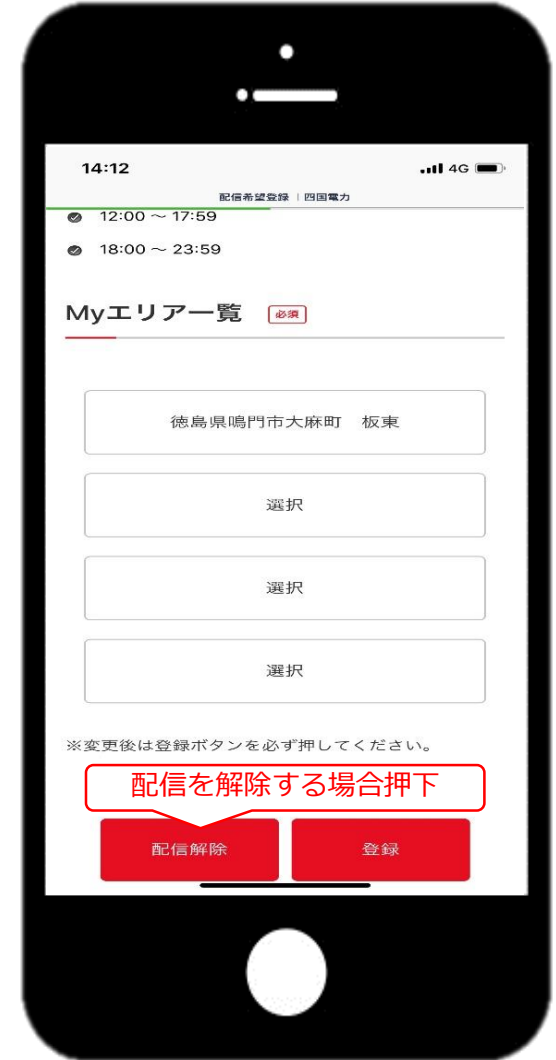 14:12 4G
配信希望登録 | 四国電力
12:00 ～ 17:59
18:00 ～ 23:59
Myエリア一覧 必須
徳島県鳴門市大麻町　板東
選択
選択
選択
※変更後は登録ボタンを必ず押してください。
配信を解除する場合押下
配信解除 登録